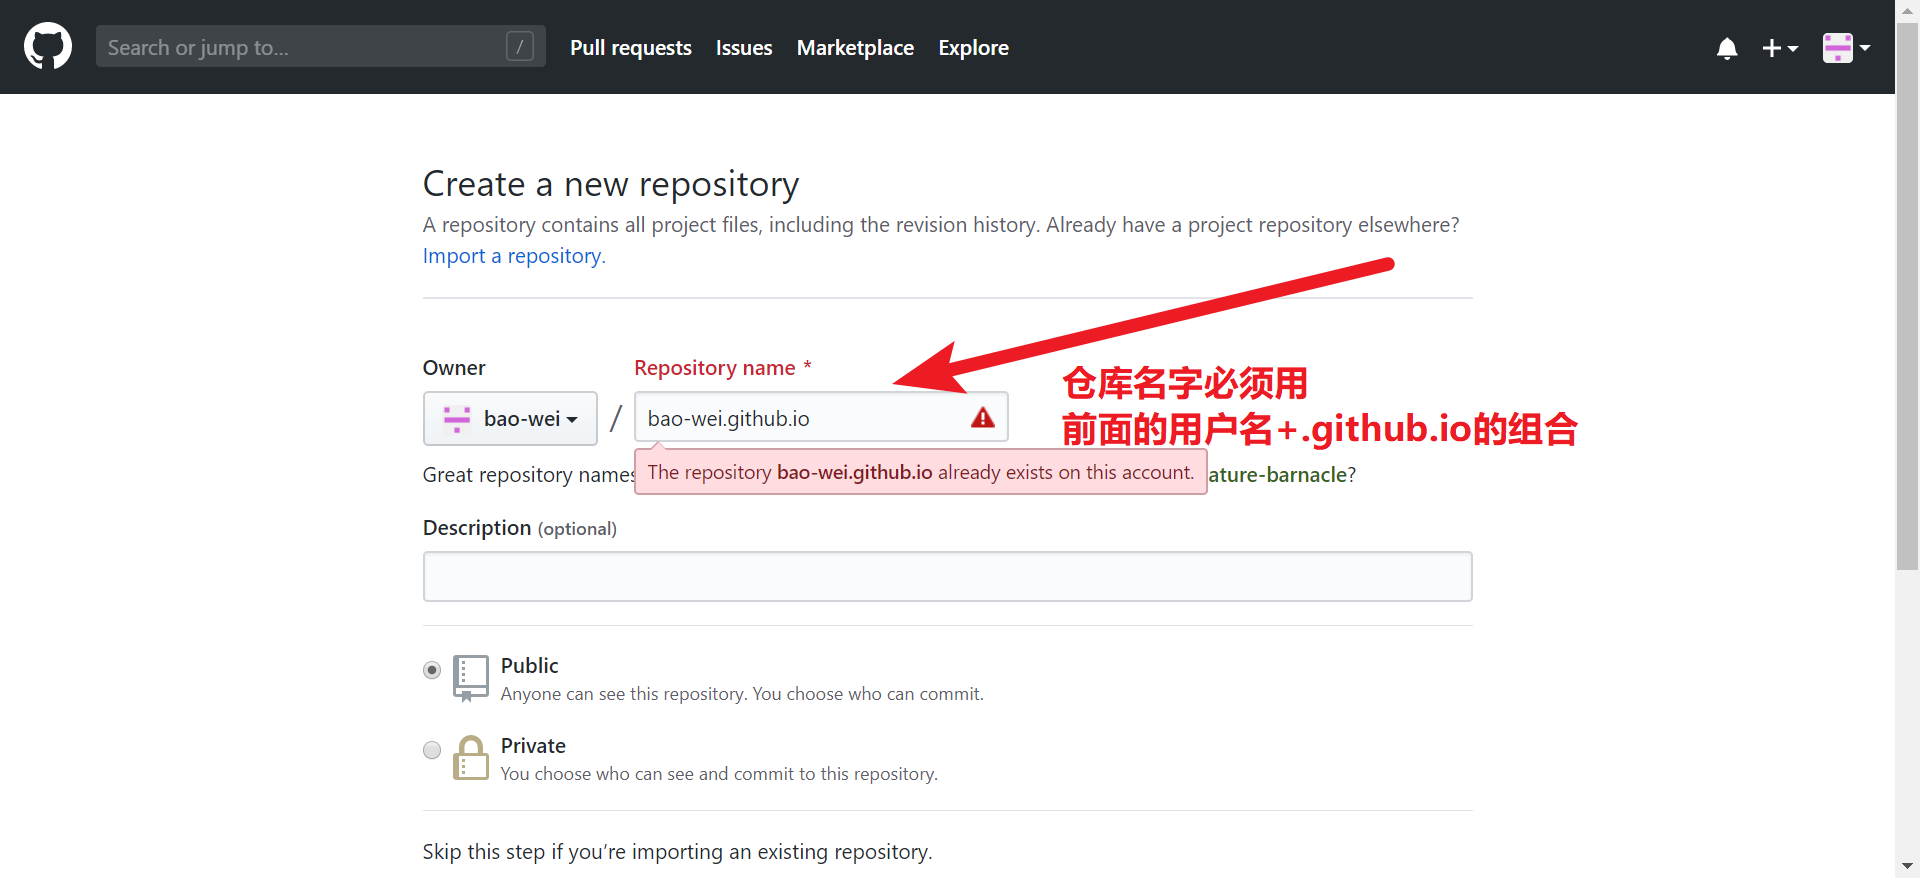 Search or jump to... /
Pull requests Issues Marketplace Explore
Create a new repository
A repository contains all project files, including the revision history. Already have a project repository elsewhere?
Import a repository.
Owner
Repository name *
bao-wei / bao-wei.github.io
仓库名字必须用
前面的用户名+.github.io的组合
The repository bao-wei.github.io already exists on this account.
Great repository names ature-barnacle?
Description (optional)
Public
Anyone can see this repository. You choose who can commit.
Private
You choose who can see and commit to this repository.
Skip this step if you’re importing an existing repository.